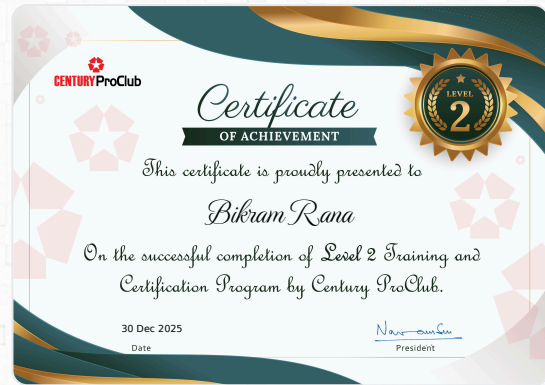 CENTURY ProClub
Certificate
OF ACHIEVEMENT
LEVEL
2
This certificate is proudly presented to
Bikram Rana
On the successful completion of Level 2 Training and
Certification Program by Century ProClub.
30 Dec 2025
Date
President